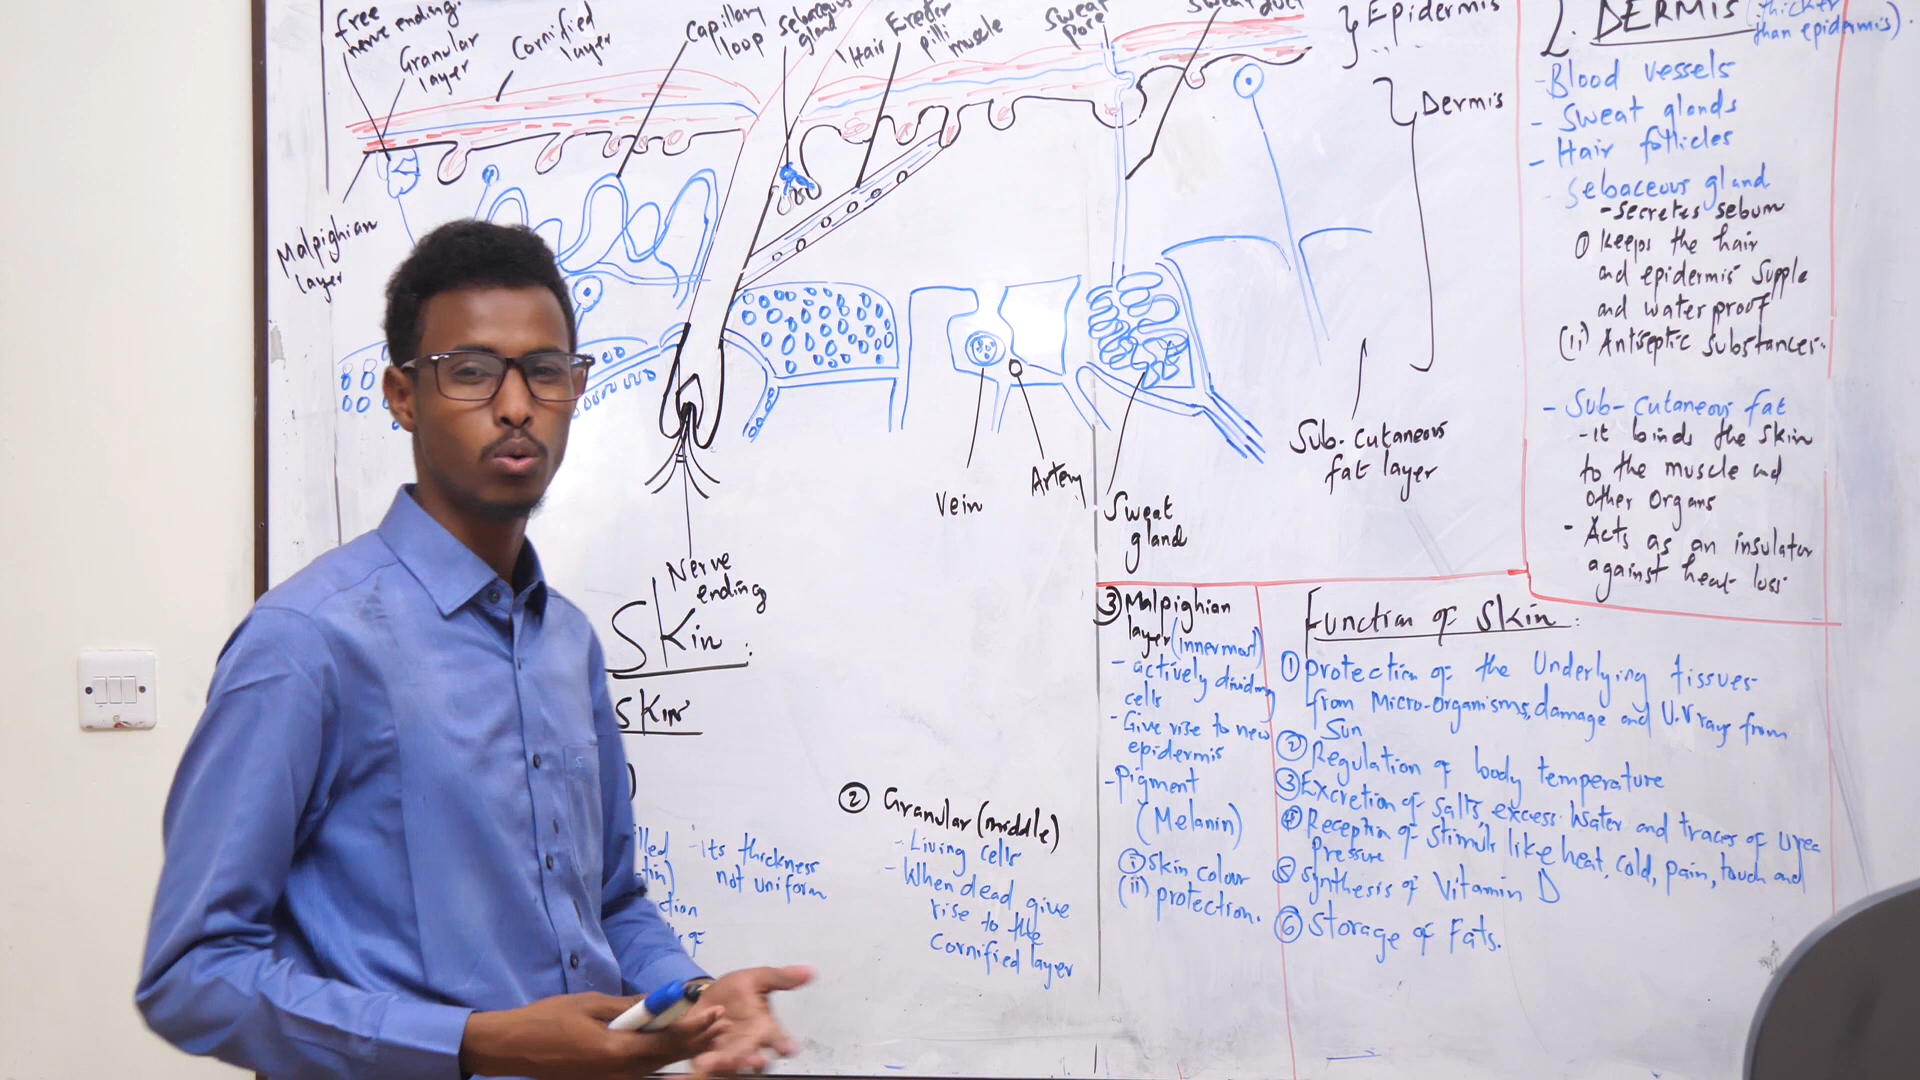 free
nerve ending.
Granular
layer
Cornified
layer
Capillary
loop
Sebaceous
gland
Hair
Erector
pilli
muscle
Sweat
pore
Sweat duct
Epidermis
Dermis
Malpighian
layer
Vein
Artery
Sweat
gland
Sub-cutaneous
fat layer
Nerve
ending
Skin:
Skin
Its thickness
not uniform
② Granular (middle)
- Living cells
- When dead give
rise to the
Cornified layer
③ Malpighian
layer (innermost)
- actively dividing
cells
- Give rise to new
epidermis
- Pigment
(Melanin)
(i) Skin colour
(ii) protection.
Function of Skin:
① Protection of the Underlying tissues
from Micro-organisms, damage and U.V rays from
Sun
② Regulation of body temperature
③ Excretion of salts, excess water and traces of Urea
④ Reception of stimuli like heat, cold, pain, touch and
Pressure
⑤ Synthesis of Vitamin D
⑥ Storage of Fats.
2. DERMIS (thicker
than epidermis).
- Blood vessels
- Sweat glands
- Hair follicles
- Sebaceous gland
- Secretes sebum
(i) Keeps the hair
and epidermis supple
and waterproof
(ii) Antiseptic substances.
- Sub-cutaneous fat
- It binds the skin
to the muscle and
other organs
- Acts as an insulator
against heat loss